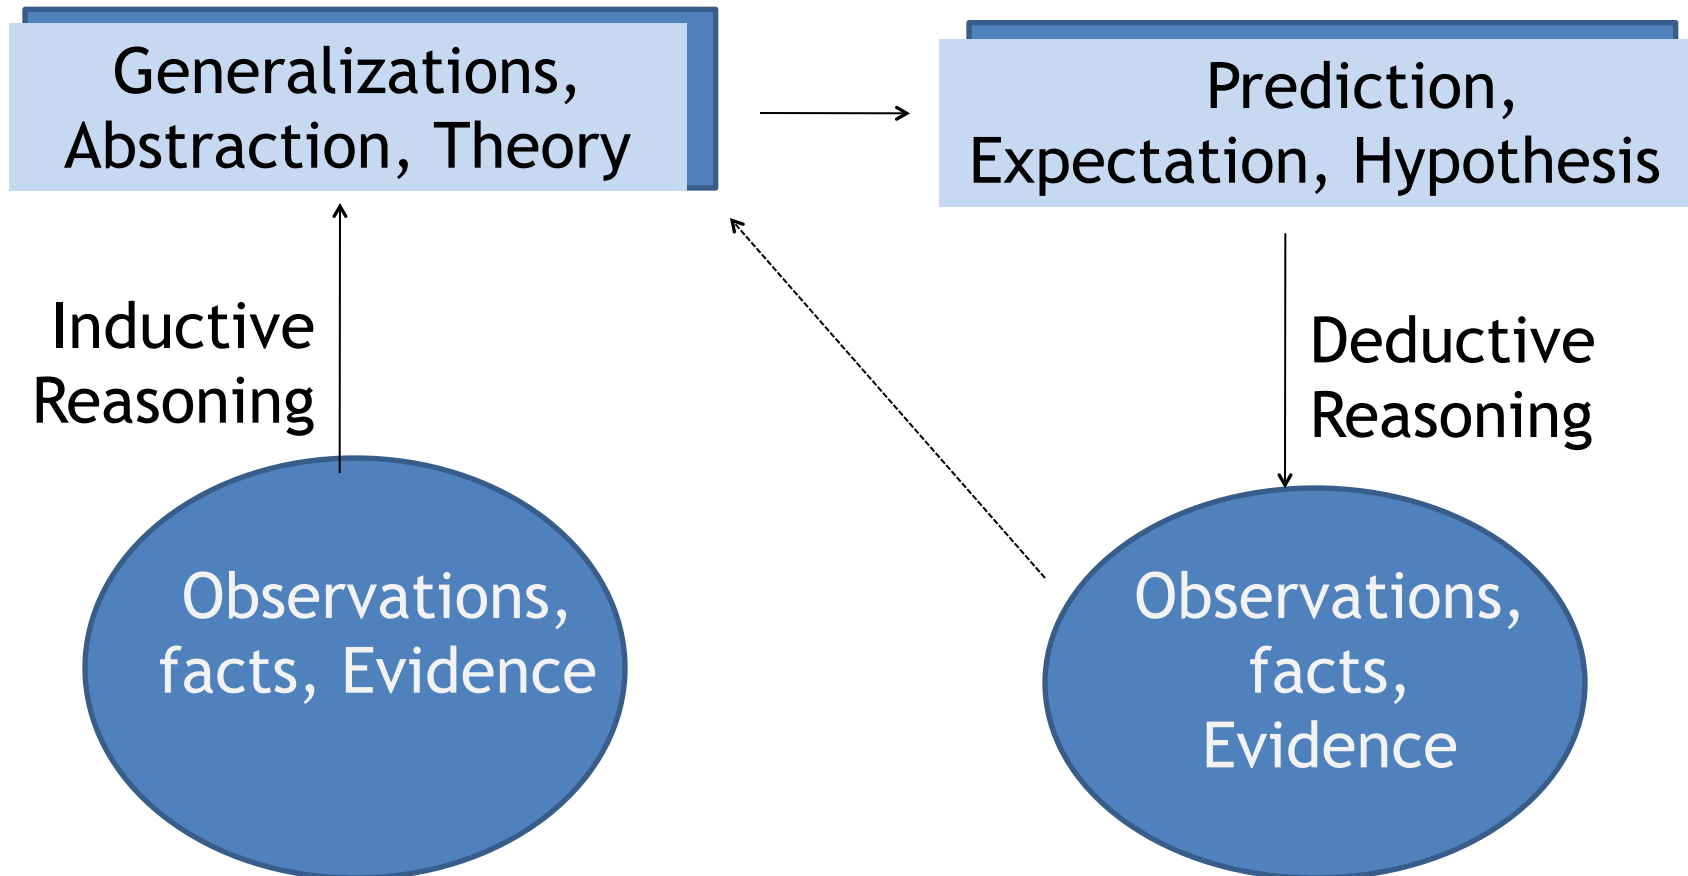 Generalizations,
Abstraction, Theory
Prediction,
Expectation, Hypothesis
Inductive
Reasoning
Deductive
Reasoning
Observations,
facts, Evidence
Observations,
facts,
Evidence